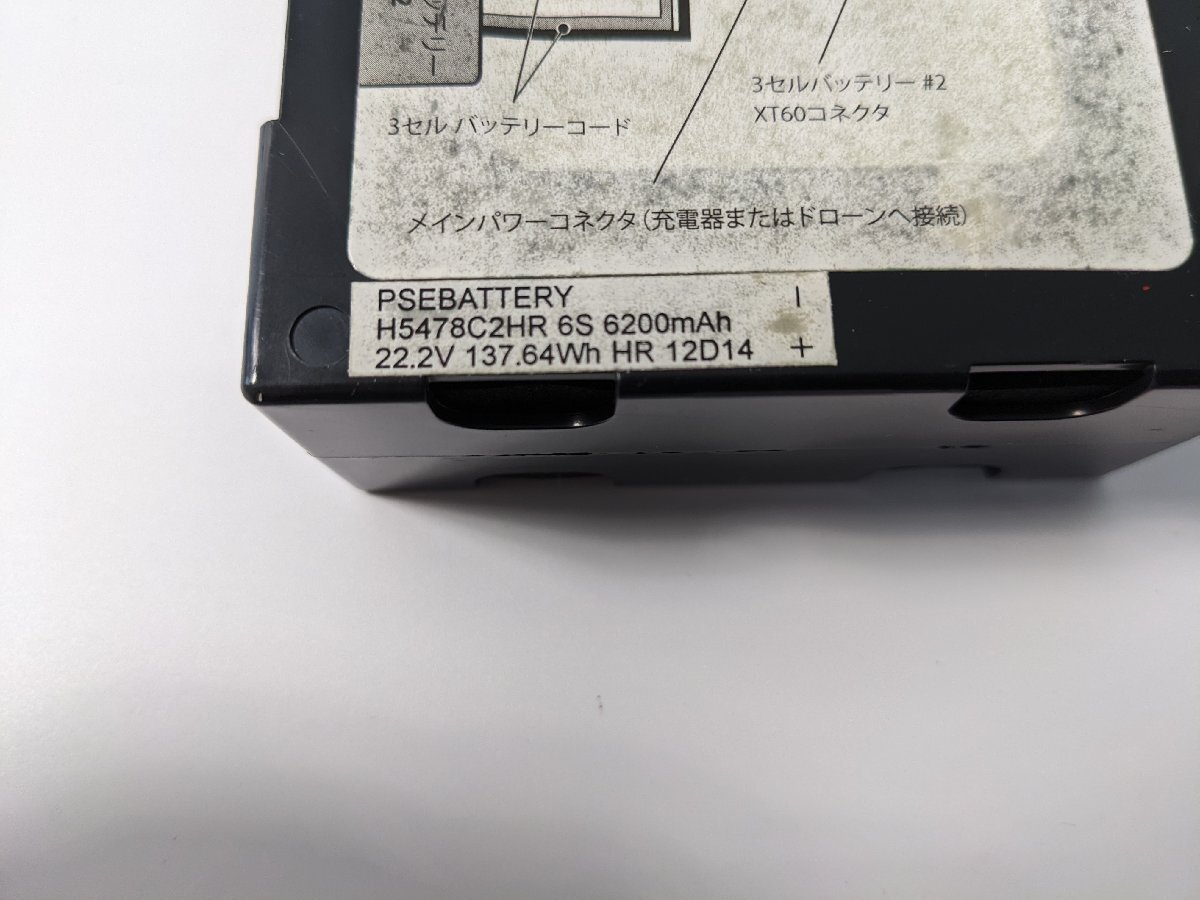 3セル バッテリーコード
3セルバッテリー #2
XT60コネクタ
メインパワーコネクタ(充電器またはドローンへ接続)
PSEBATTERY −
H5478C2HR 6S 6200mAh
22.2V 137.64Wh HR 12D14 +